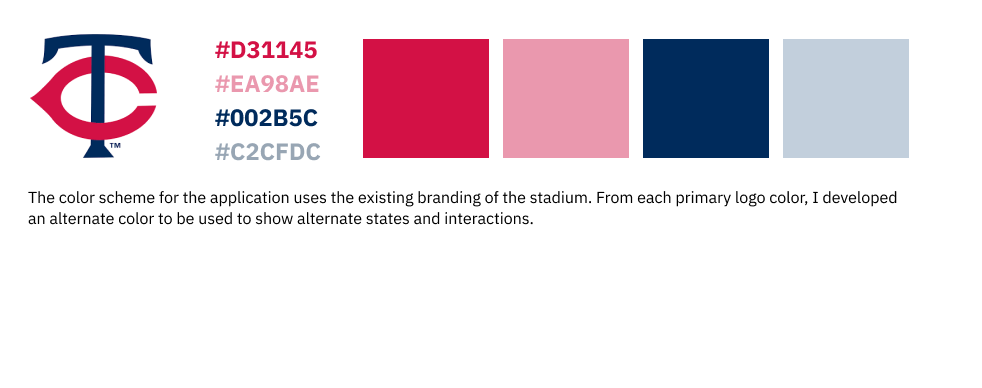 TC
™
#D31145
#EA98AE
#002B5C
#C2CFDC
The color scheme for the application uses the existing branding of the stadium. From each primary logo color, I developed
an alternate color to be used to show alternate states and interactions.